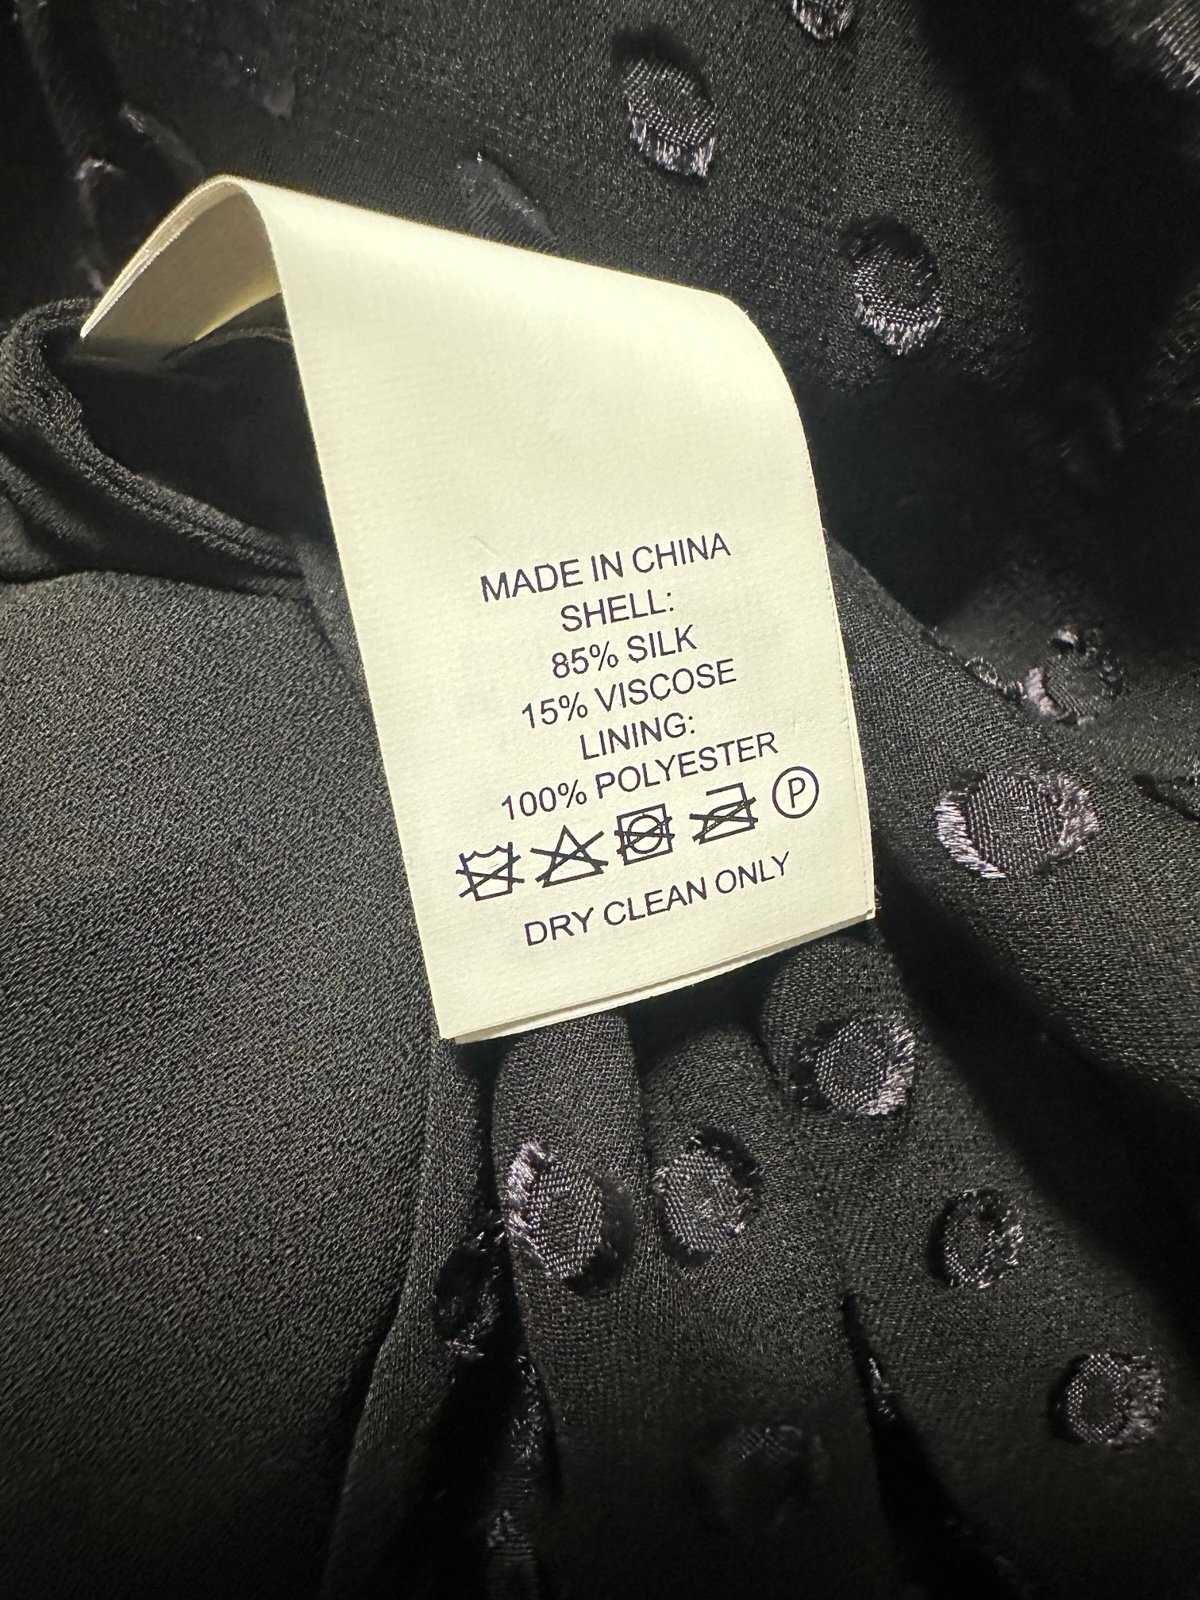 MADE IN CHINA
SHELL:
85% SILK
15% VISCOSE
LINING:
100% POLYESTER
P
DRY CLEAN ONLY